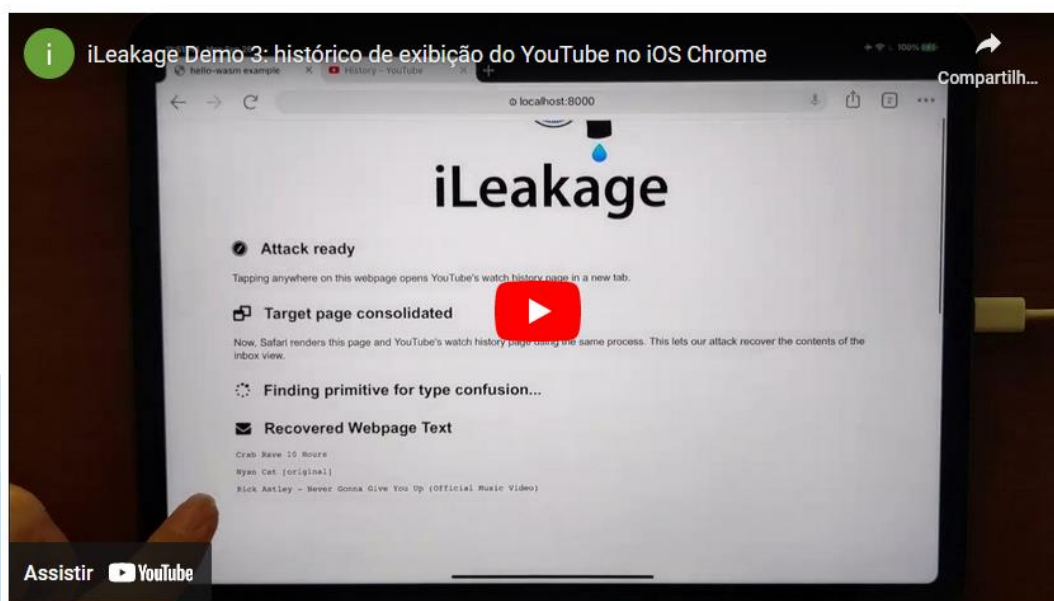 i
iLeakage Demo 3: histórico de exibição do YouTube no iOS Chrome
100%
Compartilh...
hello-wasm example
History - YouTube
localhost:8000
2
iLeakage
Attack ready
Tapping anywhere on this webpage opens YouTube's watch history page in a new tab.
Target page consolidated
Now, Safari renders this page and YouTube's watch history page using the same process. This lets our attack recover the contents of the
inbox view.
Finding primitive for type confusion...
Recovered Webpage Text
Crab Rave 10 Hours
Nyan Cat [original]
Rick Astley - Never Gonna Give You Up (Official Music Video)
Assistir YouTube